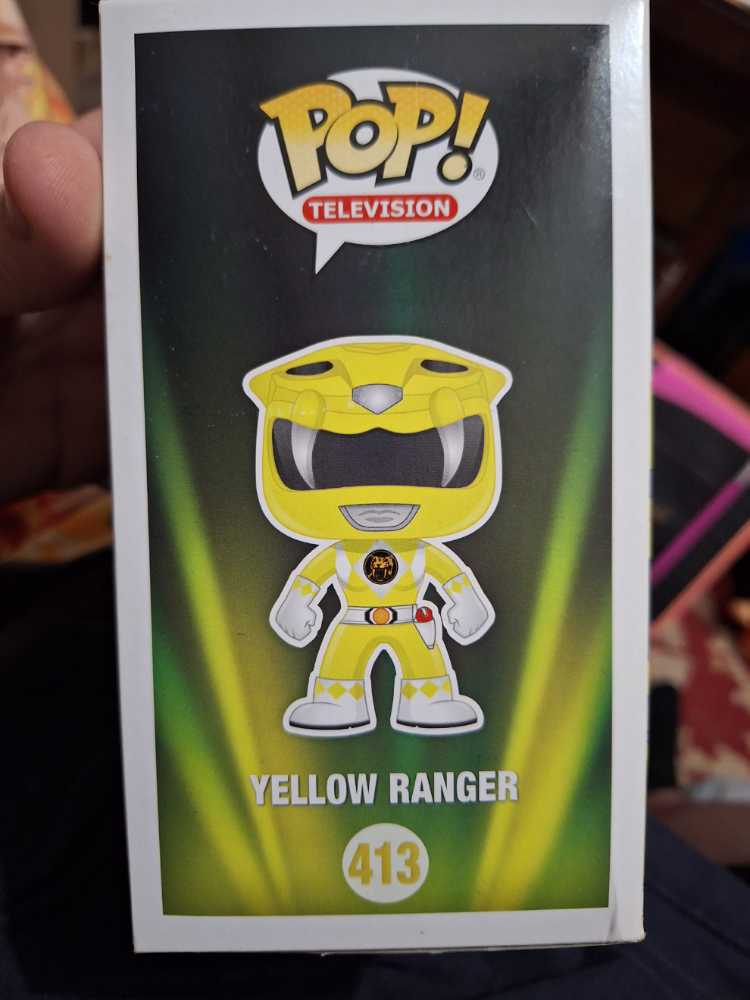 POP!®
TELEVISION
YELLOW RANGER
413